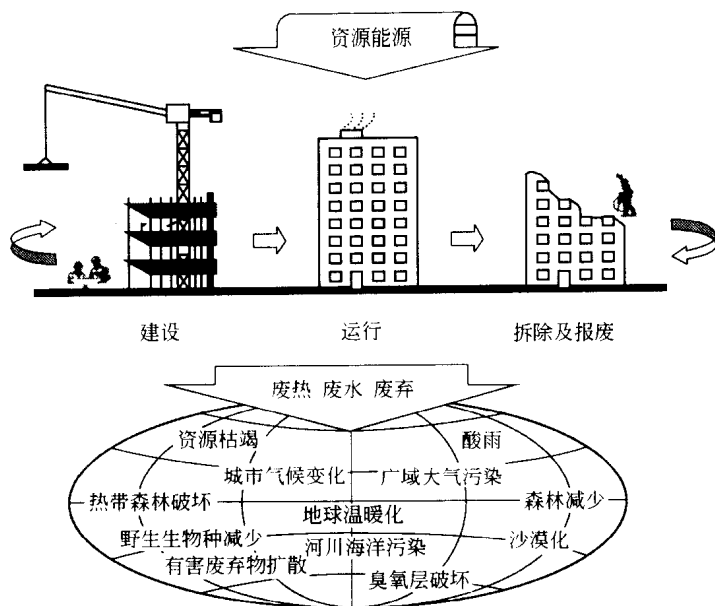 资源能源
建设
运行
拆除及报废
废热 废水 废弃
资源枯竭
酸雨
城市气候变化
广域大气污染
热带森林破坏
森林减少
地球温暖化
野生生物种减少
河川海洋污染
沙漠化
有害废弃物扩散
臭氧层破坏